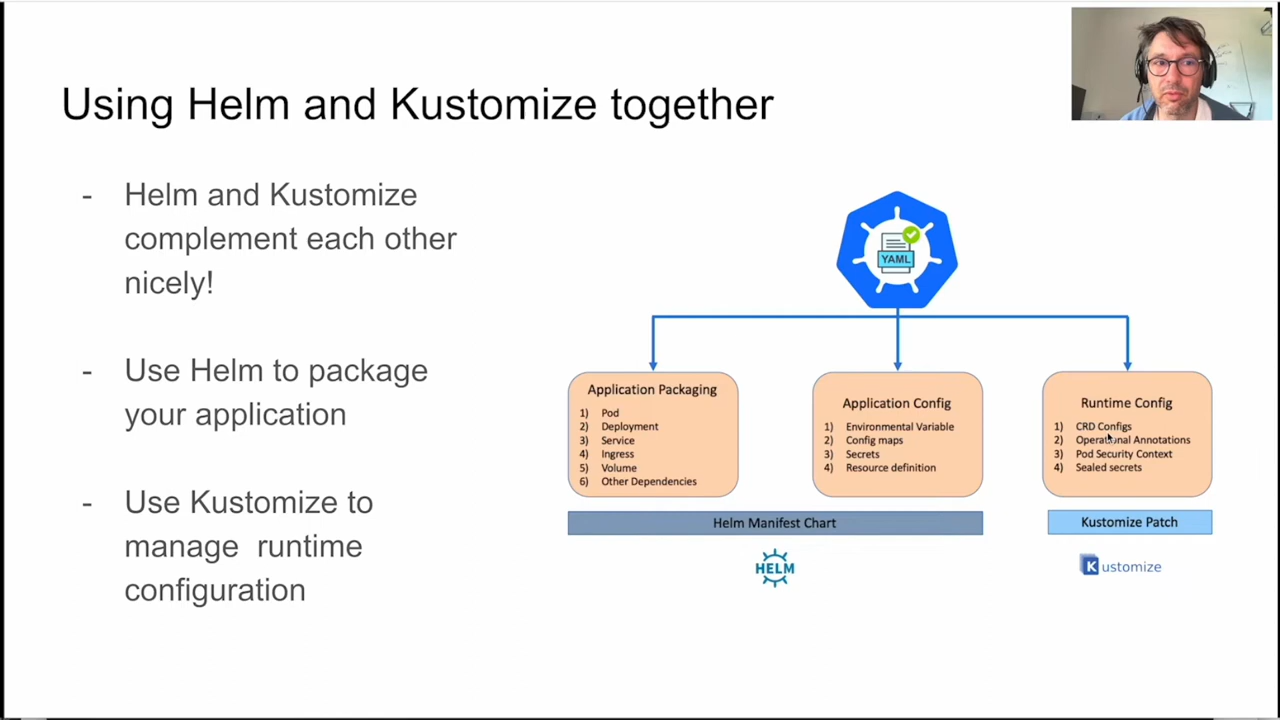 Using Helm and Kustomize together
- Helm and Kustomize
complement each other
nicely!
- Use Helm to package
your application
- Use Kustomize to
manage runtime
configuration
YAML
Application Packaging
1) Pod
2) Deployment
3) Service
4) Ingress
5) Volume
6) Other Dependencies
Application Config
1) Environmental Variable
2) Config maps
3) Secrets
4) Resource definition
Runtime Config
1) CRD Configs
2) Operational Annotations
3) Pod Security Context
4) Sealed secrets
Helm Manifest Chart
Kustomize Patch
HELM
Kustomize